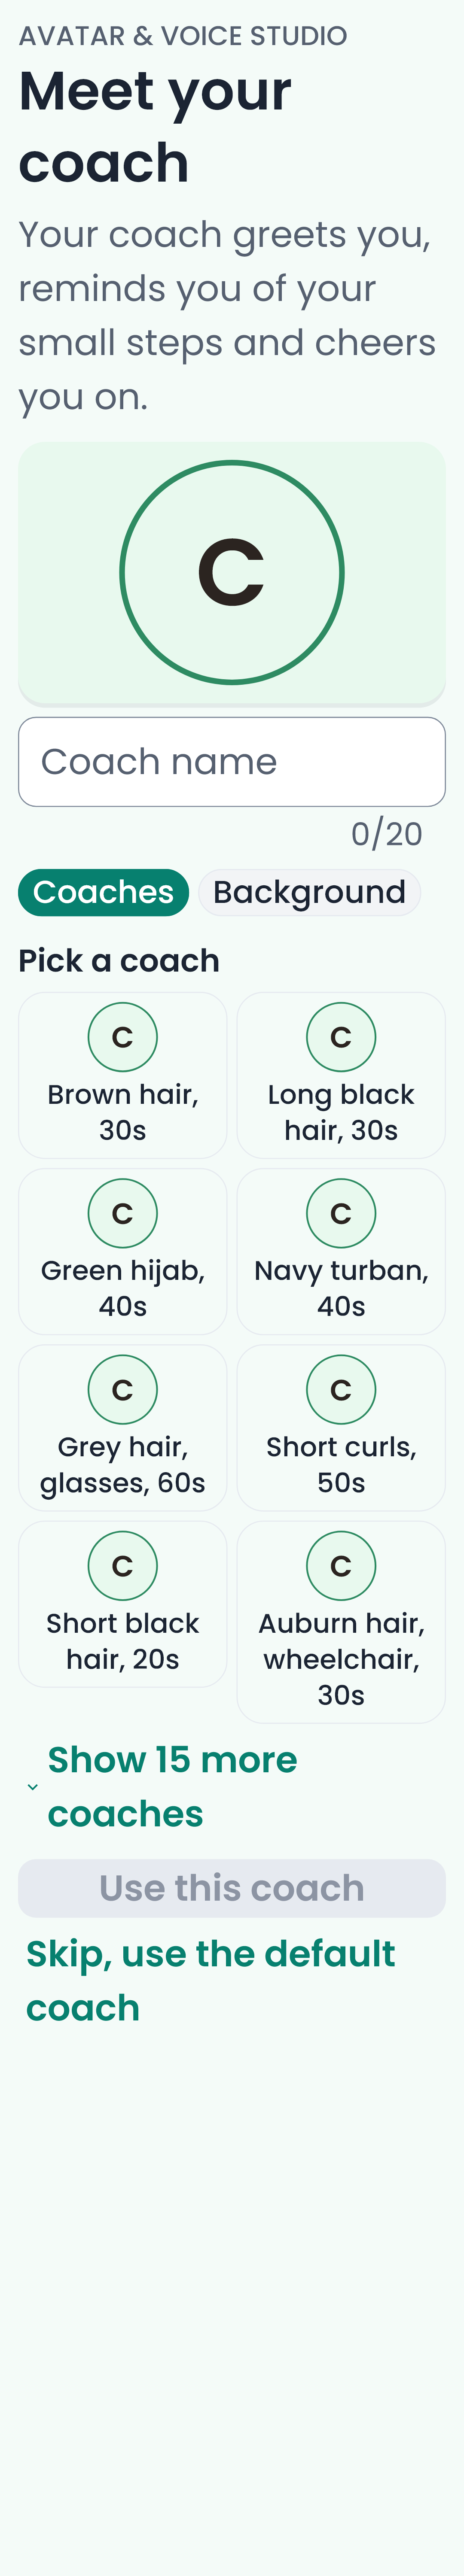 AVATAR & VOICE STUDIO
Meet your
coach
Your coach greets you,
reminds you of your
small steps and cheers
you on.
C
Coach name
0/20
Coaches
Background
Pick a coach
C
Brown hair,
30s
C
Long black
hair, 30s
C
Green hijab,
40s
C
Navy turban,
40s
C
Grey hair,
glasses, 60s
C
Short curls,
50s
C
Short black
hair, 20s
C
Auburn hair,
wheelchair,
30s
Show 15 more
coaches
Use this coach
Skip, use the default
coach